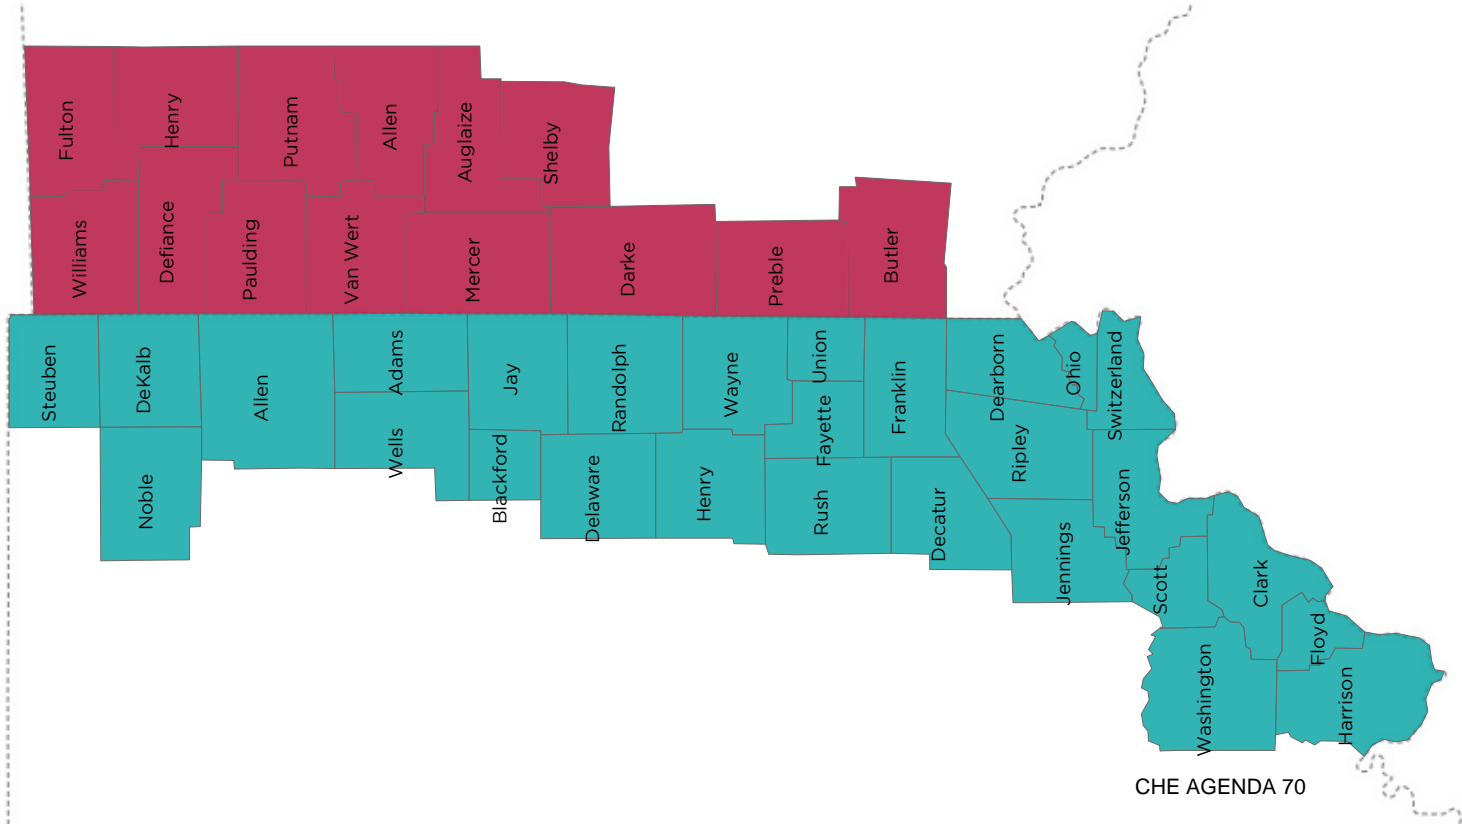 Fulton
Henry
Putnam
Allen
Auglaize
Shelby
Williams
Defiance
Paulding
Van Wert
Mercer
Darke
Preble
Butler
Steuben
DeKalb
Allen
Adams
Jay
Randolph
Wayne
Union
Franklin
Dearborn
Ohio
Switzerland
Noble
Wells
Blackford
Delaware
Henry
Fayette
Rush
Decatur
Ripley
Jennings
Jefferson
Scott
Clark
Floyd
Washington
Harrison
CHE AGENDA 70